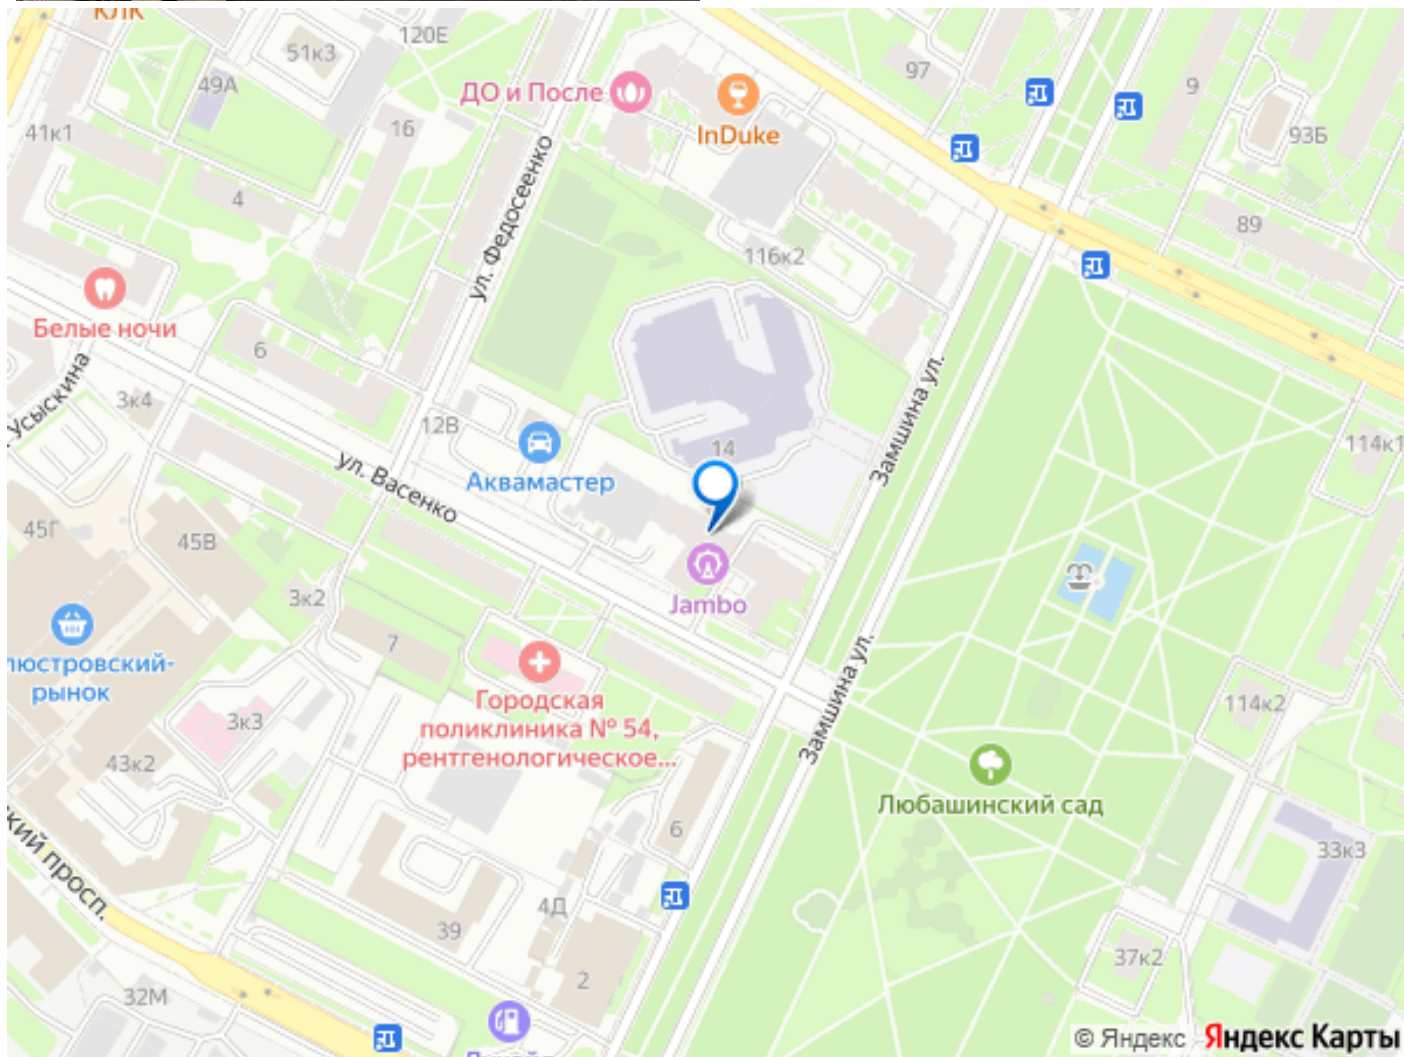 КЛК
120Е
51к3
97
49А
ДО и После
9
InDuke
41к1
16
93Б
ул. Федосеенко
4
89
116к2
Белые ночи
6
Замшина ул.
3к4
12В
114к1
14
ул. Васенко
Аквамастер
45Г
45В
3к2
Jambo
7
люстровский-
рынок
Городская
поликлиника № 54,
рентгенологическое...
Замшина ул.
114к2
3к3
43к2
Любашинский сад
6
33к3
кий просп.
4Д
39
37к2
2
32М
© Яндекс Яндекс Карты